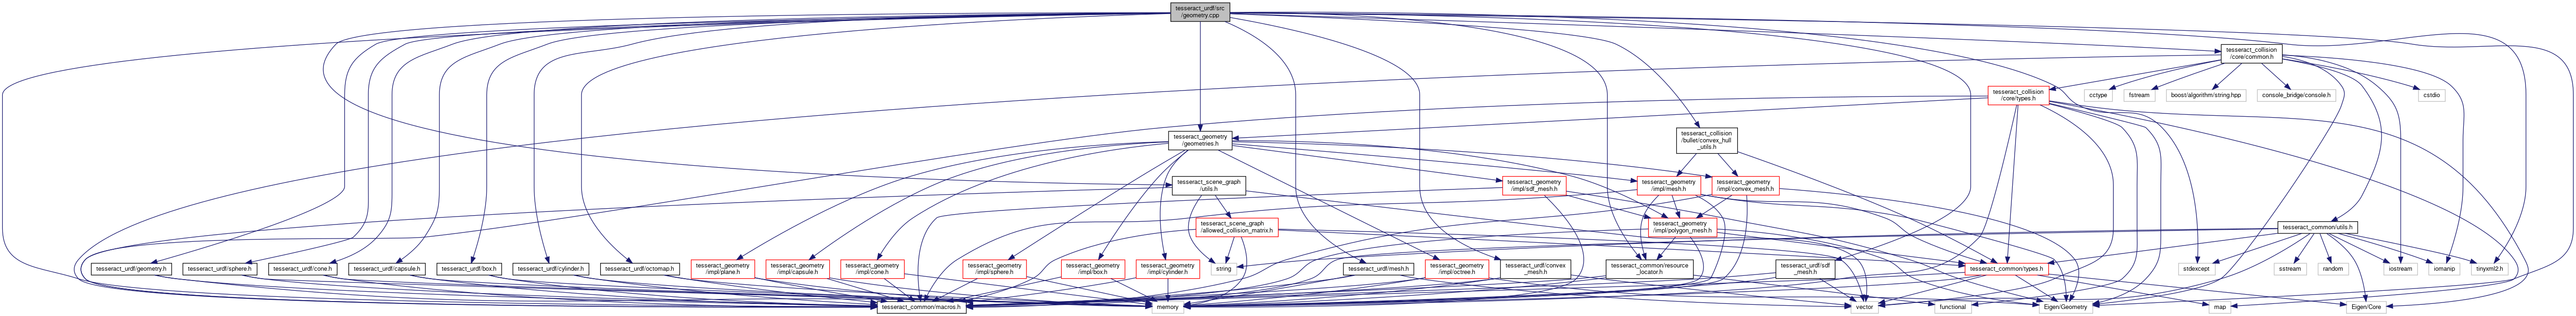 tesseract_urdf/src
/geometry.cpp
tesseract_collision
/core/common.h
tesseract_collision
/core/types.h
cctype
fstream
boost/algorithm/string.hpp
console_bridge/console.h
cstdio
tesseract_geometry
/geometries.h
tesseract_collision
/bullet/convex_hull
_utils.h
tesseract_scene_graph
/utils.h
tesseract_geometry
/impl/sdf_mesh.h
tesseract_geometry
/impl/mesh.h
tesseract_geometry
/impl/convex_mesh.h
tesseract_scene_graph
/allowed_collision_matrix.h
tesseract_geometry
/impl/polygon_mesh.h
tesseract_common/utils.h
tesseract_urdf/geometry.h
tesseract_urdf/sphere.h
tesseract_urdf/cone.h
tesseract_urdf/capsule.h
tesseract_urdf/box.h
tesseract_urdf/cylinder.h
tesseract_urdf/octomap.h
tesseract_geometry
/impl/plane.h
tesseract_geometry
/impl/capsule.h
tesseract_geometry
/impl/cone.h
tesseract_geometry
/impl/sphere.h
tesseract_geometry
/impl/box.h
tesseract_geometry
/impl/cylinder.h
string
tesseract_urdf/mesh.h
tesseract_geometry
/impl/octree.h
tesseract_urdf/convex
_mesh.h
tesseract_common/resource
_locator.h
tesseract_urdf/sdf
_mesh.h
tesseract_common/types.h
stdexcept
sstream
random
iostream
iomanip
tinyxml2.h
tesseract_common/macros.h
memory
vector
functional
Eigen/Geometry
map
Eigen/Core